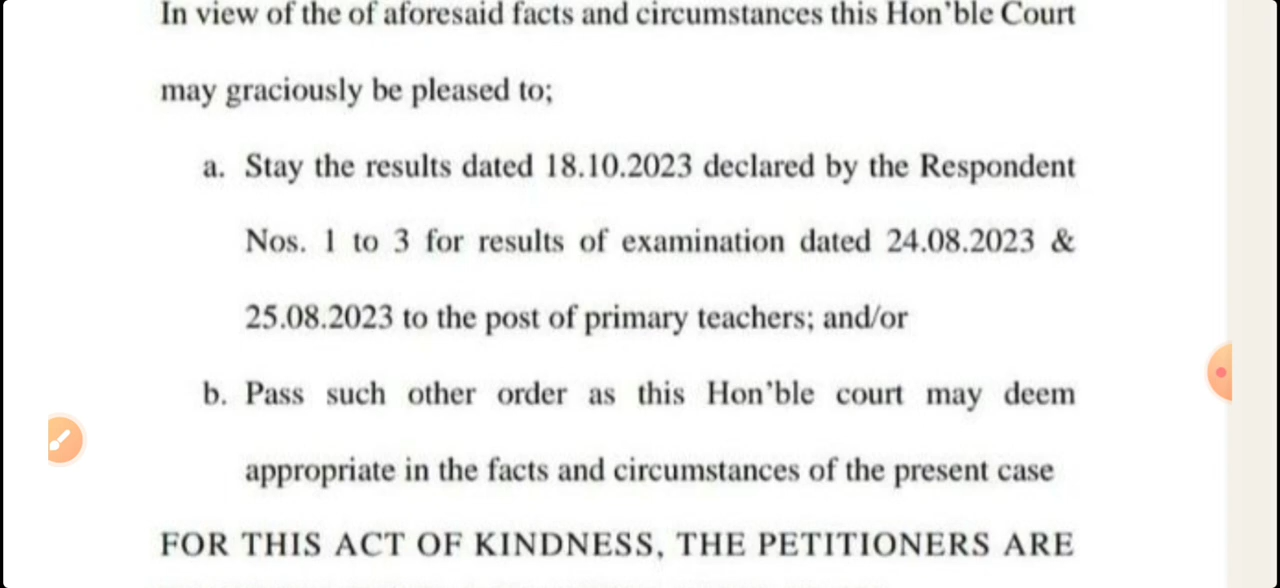 In view of the of aforesaid facts and circumstances this Hon'ble Court
may graciously be pleased to;
a. Stay the results dated 18.10.2023 declared by the Respondent
Nos. 1 to 3 for results of examination dated 24.08.2023 &
25.08.2023 to the post of primary teachers; and/or
b. Pass such other order as this Hon'ble court may deem
appropriate in the facts and circumstances of the present case
FOR THIS ACT OF KINDNESS, THE PETITIONERS ARE